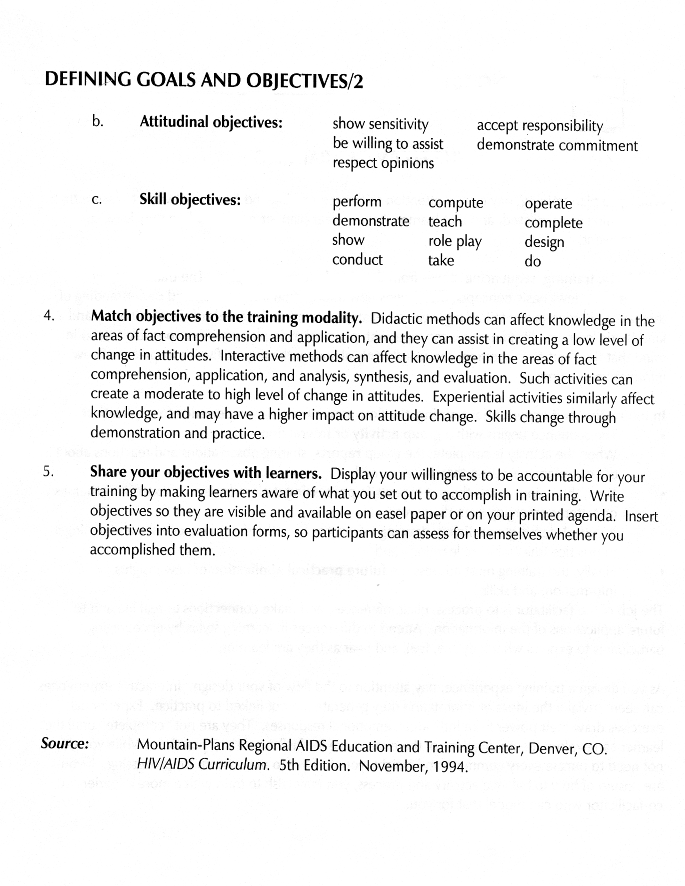 DEFINING GOALS AND OBJECTIVES/2
b. Attitudinal objectives: show sensitivity accept responsibility
be willing to assist demonstrate commitment
respect opinions
c. Skill objectives: perform compute operate
demonstrate teach complete
show role play design
conduct take do
4. Match objectives to the training modality. Didactic methods can affect knowledge in the
areas of fact comprehension and application, and they can assist in creating a low level of
change in attitudes. Interactive methods can affect knowledge in the areas of fact
comprehension, application, and analysis, synthesis, and evaluation. Such activities can
create a moderate to high level of change in attitudes. Experiential activities similarly affect
knowledge, and may have a higher impact on attitude change. Skills change through
demonstration and practice.
5. Share your objectives with learners. Display your willingness to be accountable for your
training by making learners aware of what you set out to accomplish in training. Write
objectives so they are visible and available on easel paper or on your printed agenda. Insert
objectives into evaluation forms, so participants can assess for themselves whether you
accomplished them.
Source: Mountain-Plans Regional AIDS Education and Training Center, Denver, CO.
HIV/AIDS Curriculum. 5th Edition. November, 1994.